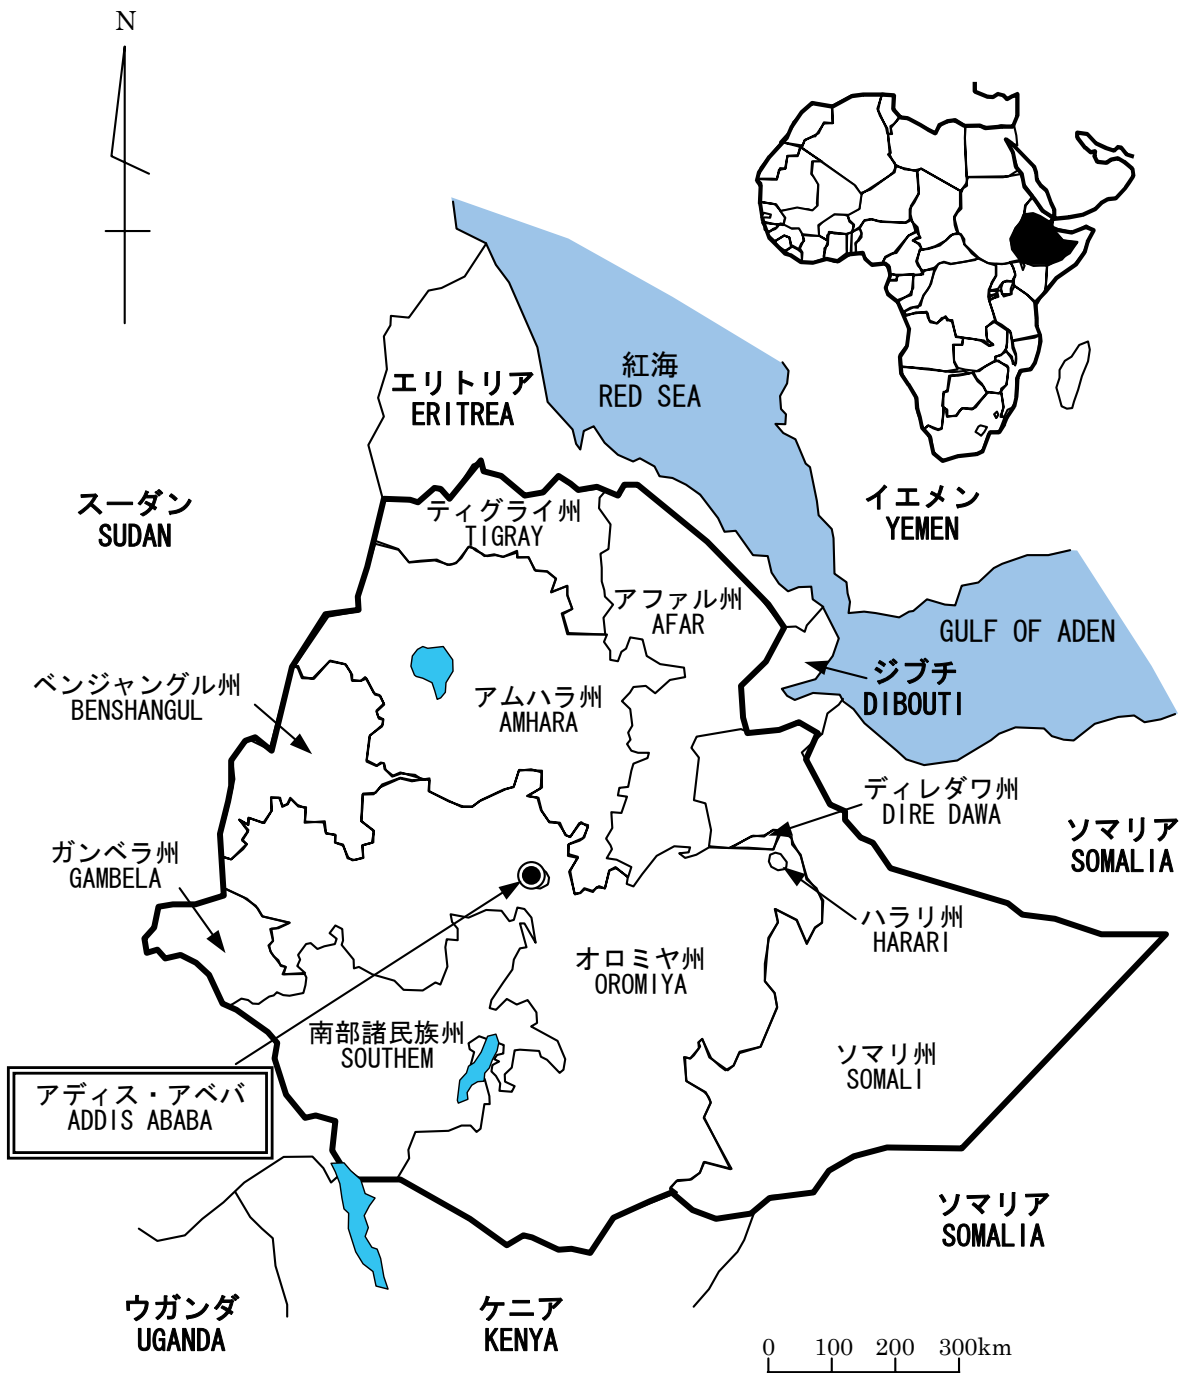 N
紅海
RED SEA
エリトリア
ERITREA
スーダン
SUDAN
イエメン
YEMEN
ティグライ州
TIGRAY
アファル州
AFAR
GULF OF ADEN
ジブチ
DIBOUTI
ベンジャングル州
BENSHANGUL
アムハラ州
AMHARA
ディレダワ州
DIRE DAWA
ソマリア
SOMALIA
ガンベラ州
GAMBELA
ハラリ州
HARARI
オロミヤ州
OROMIYA
南部諸民族州
SOUTHEM
ソマリ州
SOMALI
アディス・アベバ
ADDIS ABABA
ソマリア
SOMALIA
ウガンダ
UGANDA
ケニア
KENYA
0 100 200 300km